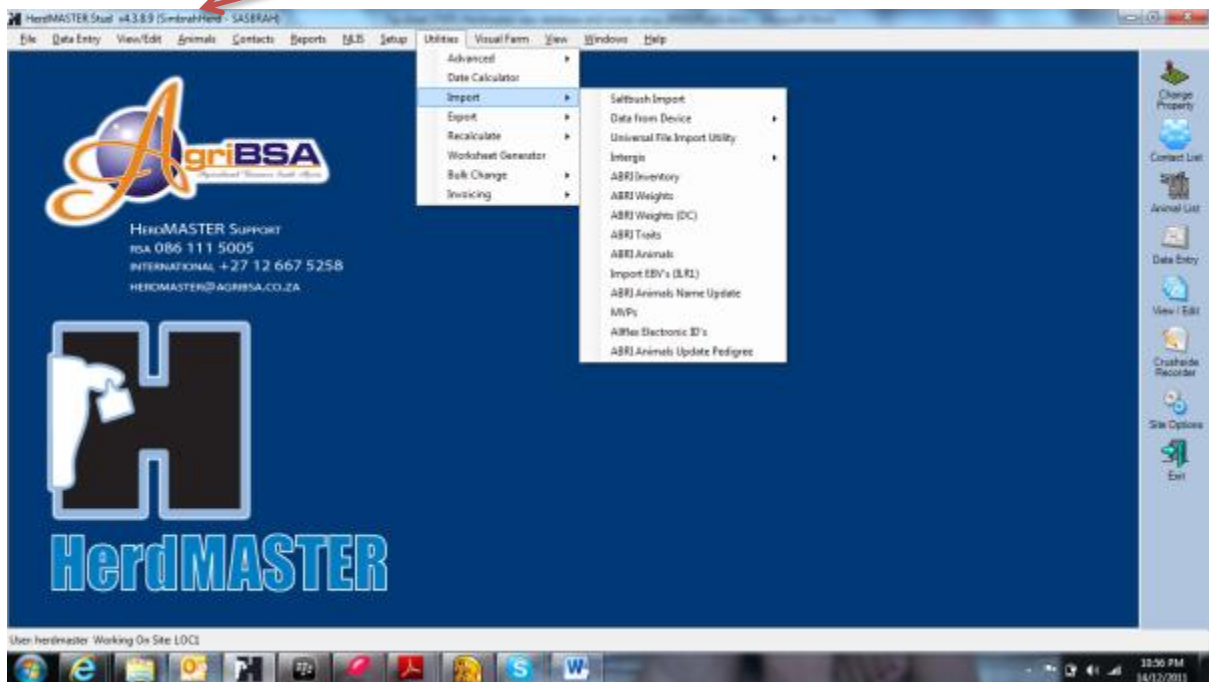 HerdMASTER Stud v4.3.8.9 (SimbrahHerd - SASBRAH)
File Data Entry View/Edit Animals Contacts Reports NLIS Setup Utilities Visual Farm View Windows Help
Advanced
Date Calculator
Import
Export
Recalculate
Worksheet Generator
Bulk Change
Invoicing
Saltbush Import
Data from Device
Universal File Import Utility
Intergis
ABRI Inventory
ABRI Weights
ABRI Weights (DC)
ABRI Traits
ABRI Animals
Import EBV's (ILR1)
ABRI Animals Name Update
MVPs
Allflex Electronic ID's
ABRI Animals Update Pedigree
AgriBSA
HerdMASTER Support
RSA 086 111 5005
INTERNATIONAL +27 12 667 5258
HERDMASTER@AGRIBSA.CO.ZA
H
HerdMASTER
Change Property
Contact List
Animal List
Data Entry
View / Edit
Crushside Recorder
Site Options
Exit
User: herdmaster Working On Site LOC1
10:56 PM
14/12/2011